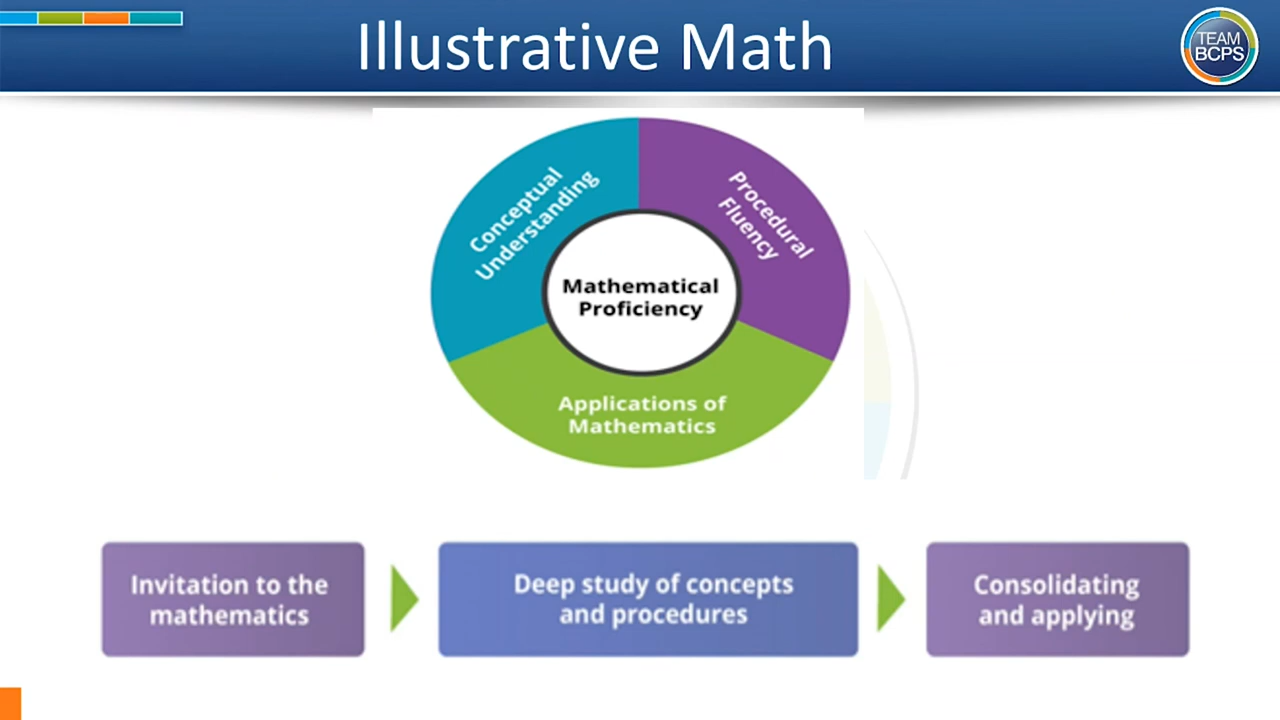 Illustrative Math
TEAM
BCPS
Conceptual
Understanding
Procedural
Fluency
Mathematical
Proficiency
Applications of
Mathematics
Invitation to the
mathematics
Deep study of concepts
and procedures
Consolidating
and applying